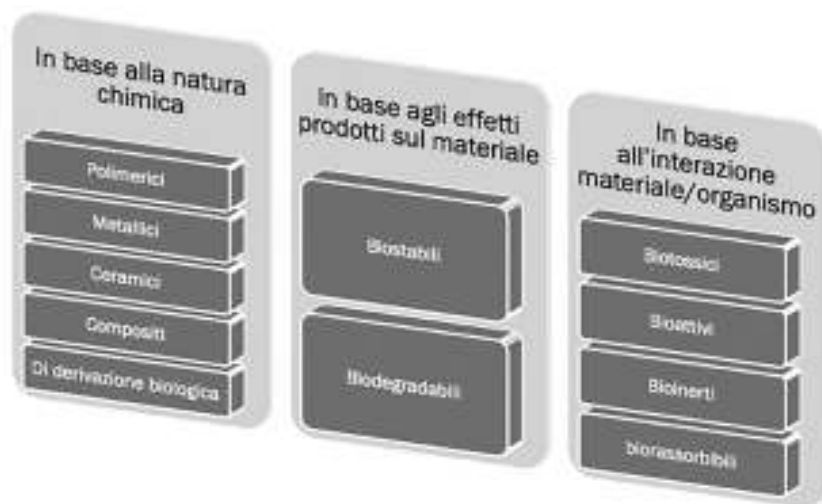 In base alla natura
chimica
Polimerici
Metallici
Ceramici
Compositi
Di derivazione biologica
In base agli effetti
prodotti sul materiale
Biostabili
Biodegradabili
In base
all'interazione
materiale/organismo
Biotossici
Bioattivi
Bioinerti
biorassorbibili